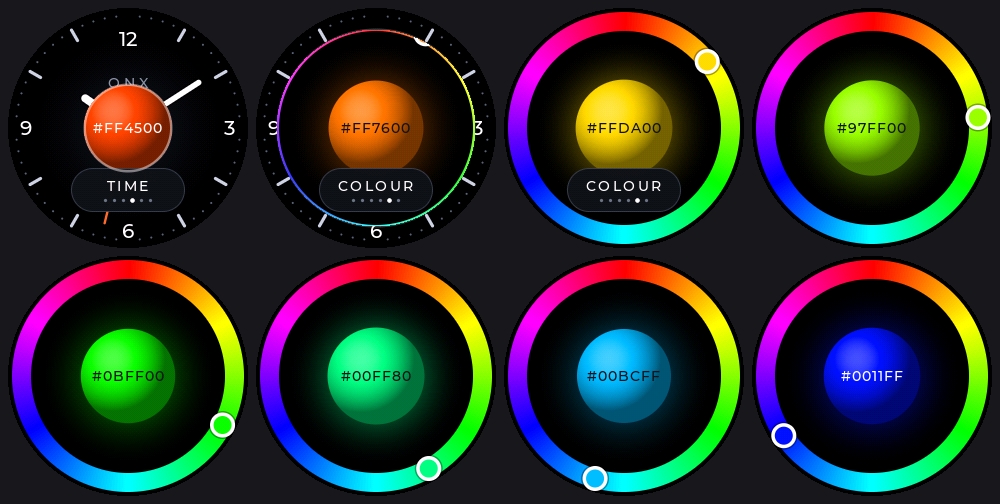 12
ONX
9
#FF4500
3
TIME
6
9
#FF7600
3
COLOUR
6
#FFDA00
COLOUR
#97FF00
#0BFF00
#00FF80
#00BCFF
#0011FF